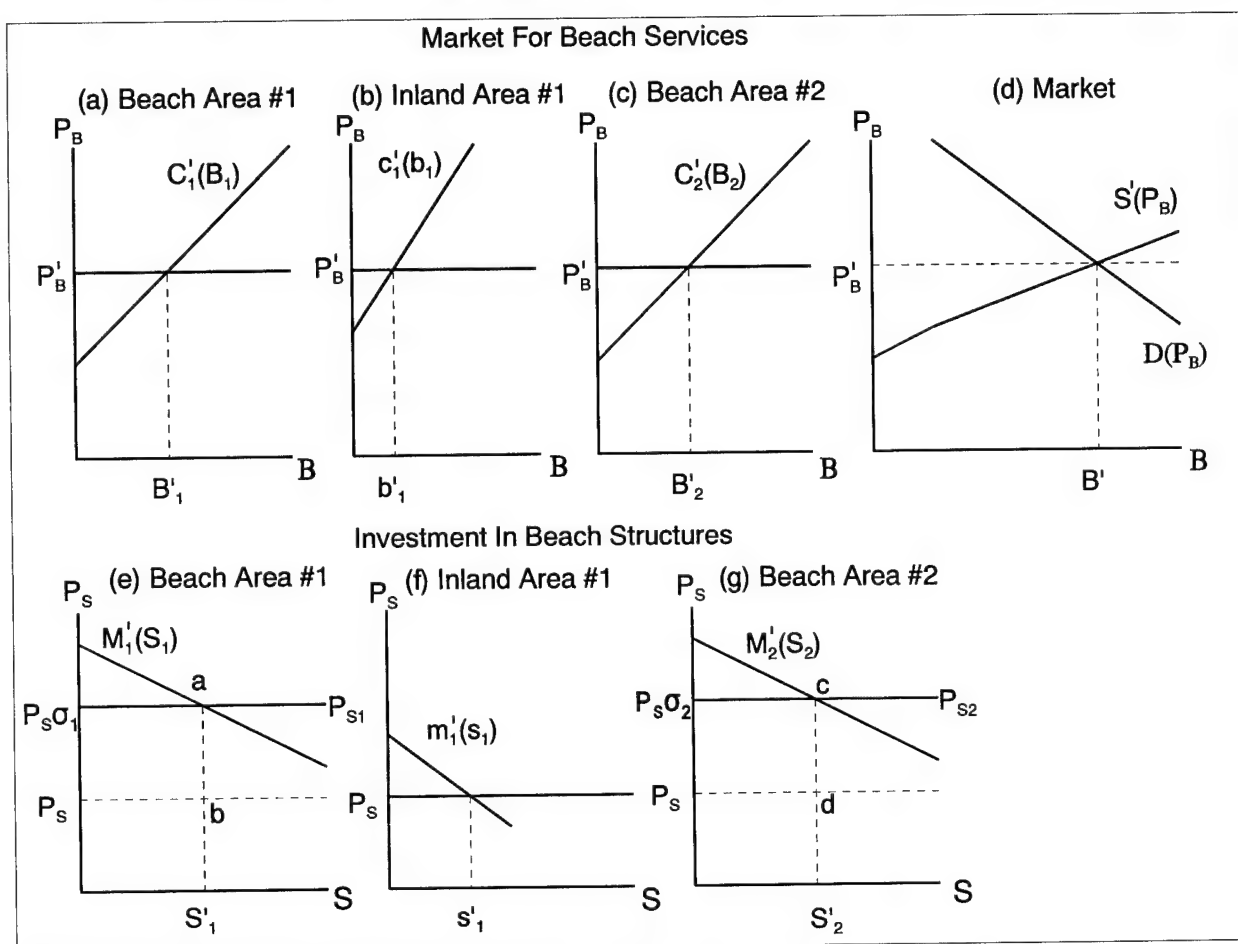 Market For Beach Services
(a) Beach Area #1 (b) Inland Area #1 (c) Beach Area #2 (d) Market
P_B P_B P_B P_B
C'_1(B_1) c'_1(b_1) C'_2(B_2) S'(P_B)
P'_B P'_B P'_B P'_B
D(P_B)
B B B B
B'_1 b'_1 B'_2 B'
Investment In Beach Structures
(e) Beach Area #1 (f) Inland Area #1 (g) Beach Area #2
P_S P_S P_S
M'_1(S_1) m'_1(s_1) M'_2(S_2)
a c
P_Sσ_1 P_S1 P_Sσ_2 P_S2
P_S b P_S P_S d
S S S
S'_1 s'_1 S'_2